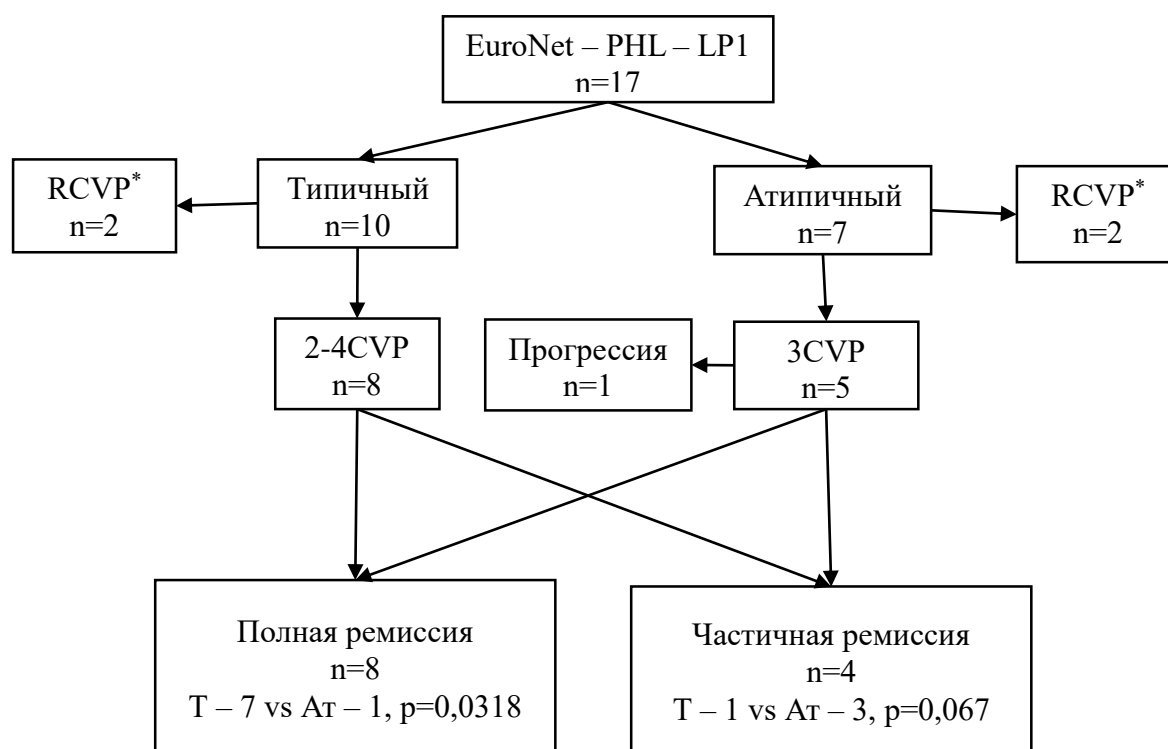 EuroNet – PHL – LP1
n=17
RCVP*
n=2
Типичный
n=10
Атипичный
n=7
RCVP*
n=2
2-4CVP
n=8
Прогрессия
n=1
3CVP
n=5
Полная ремиссия
n=8
Т – 7 vs Ат – 1, p=0,0318
Частичная ремиссия
n=4
Т – 1 vs Ат – 3, p=0,067